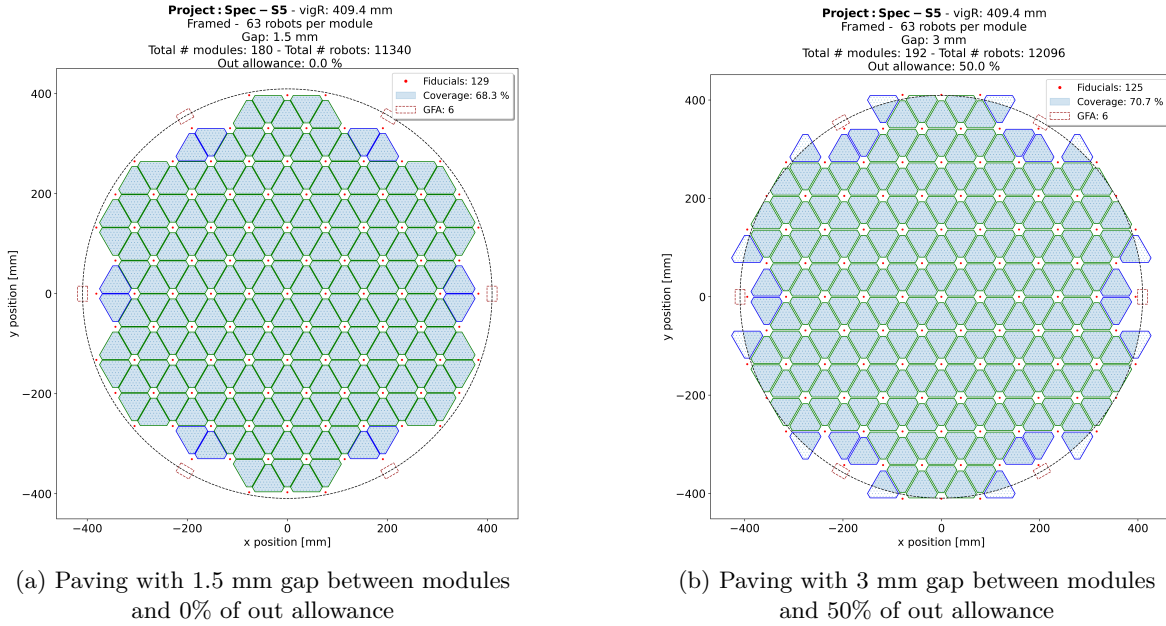 Project: Spec – S5 - vigR: 409.4 mm
Framed -  63 robots per module
Gap: 1.5 mm
Total # modules: 180 - Total # robots: 11340
Out allowance: 0.0 %
Fiducials: 129
Coverage: 68.3 %
GFA: 6
400
200
0
−200
−400
y position [mm]
−400 −200 0 200 400
x position [mm]
(a) Paving with 1.5 mm gap between modules
and 0% of out allowance
Project: Spec – S5 - vigR: 409.4 mm
Framed -  63 robots per module
Gap: 3 mm
Total # modules: 192 - Total # robots: 12096
Out allowance: 50.0 %
Fiducials: 125
Coverage: 70.7 %
GFA: 6
400
200
0
−200
−400
y position [mm]
−400 −200 0 200 400
x position [mm]
(b) Paving with 3 mm gap between modules
and 50% of out allowance